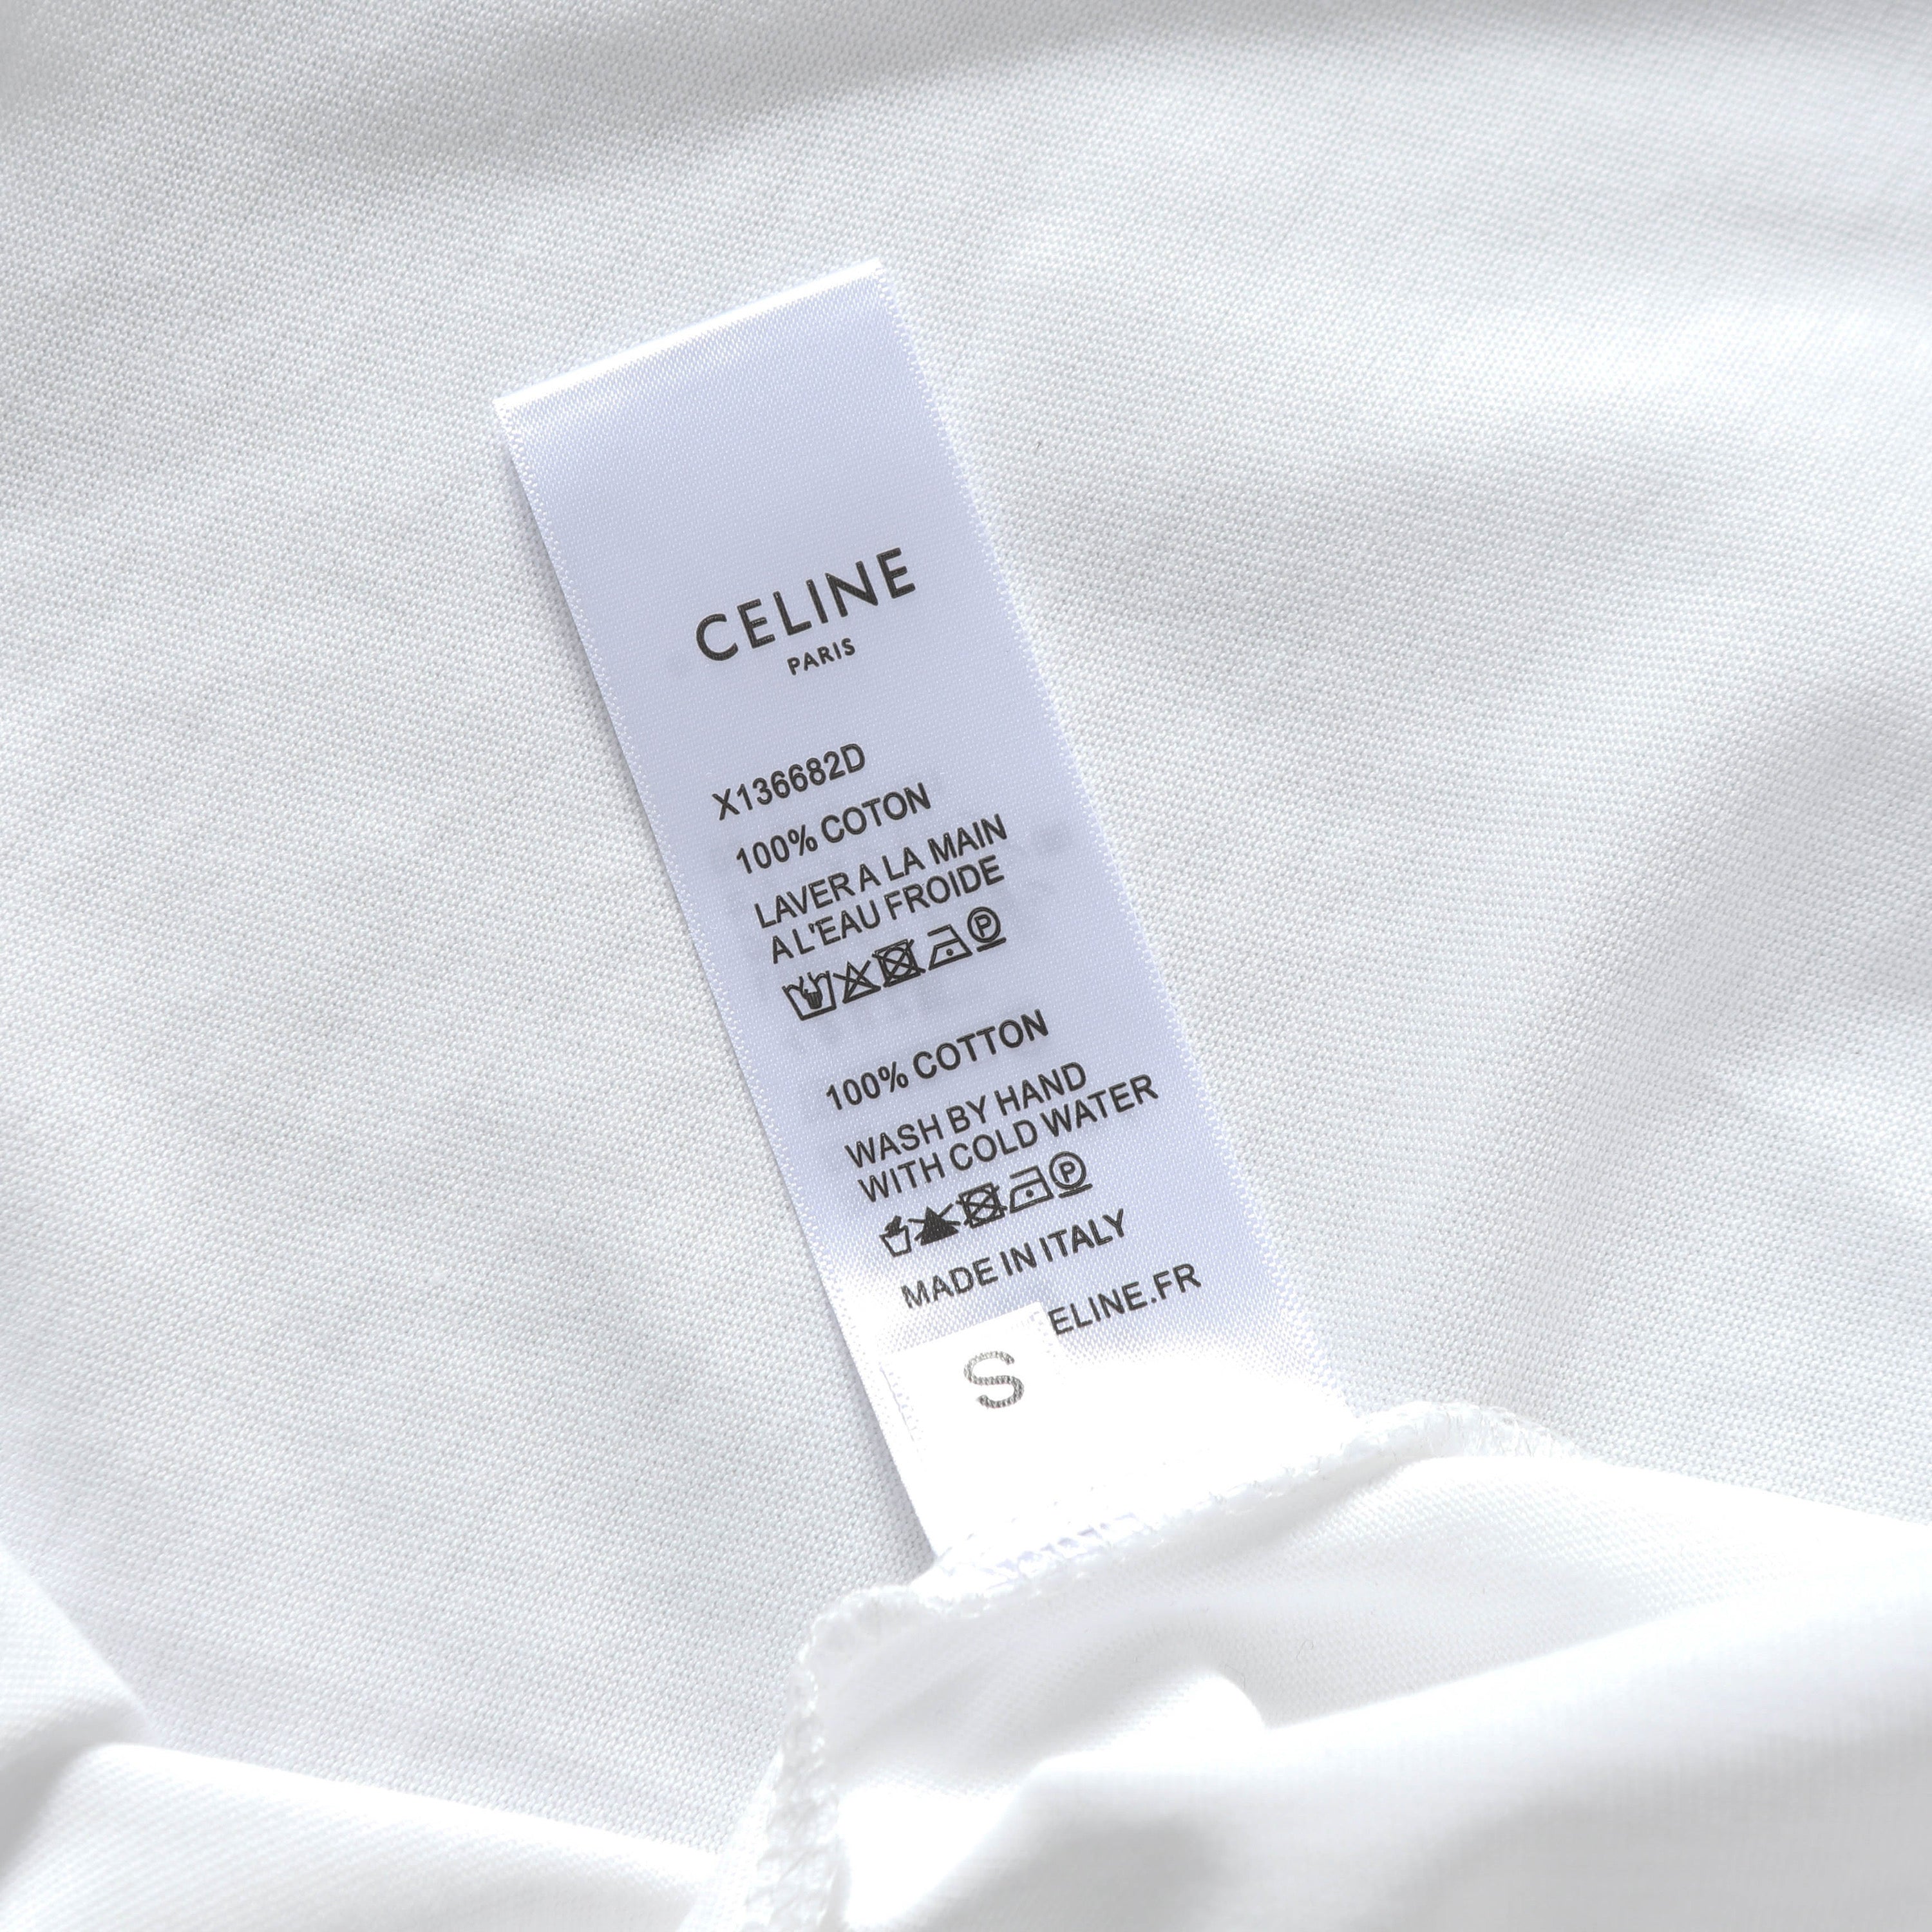 CELINE
PARIS
X136682D
100% COTON
LAVER A LA MAIN
A L'EAU FROIDE
P
100% COTTON
WASH BY HAND
WITH COLD WATER
P
MADE IN ITALY
ELINE.FR
S